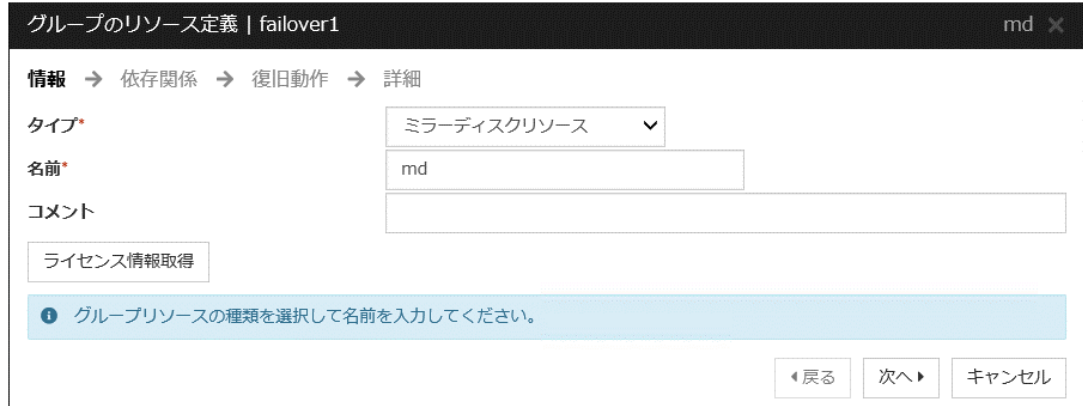 グループのリソース定義 | failover1 md ×
情報 → 依存関係 → 復旧動作 → 詳細
タイプ* ミラーディスクリソース
名前* md
コメント
ライセンス情報取得
グループリソースの種類を選択して名前を入力してください。
戻る 次へ キャンセル